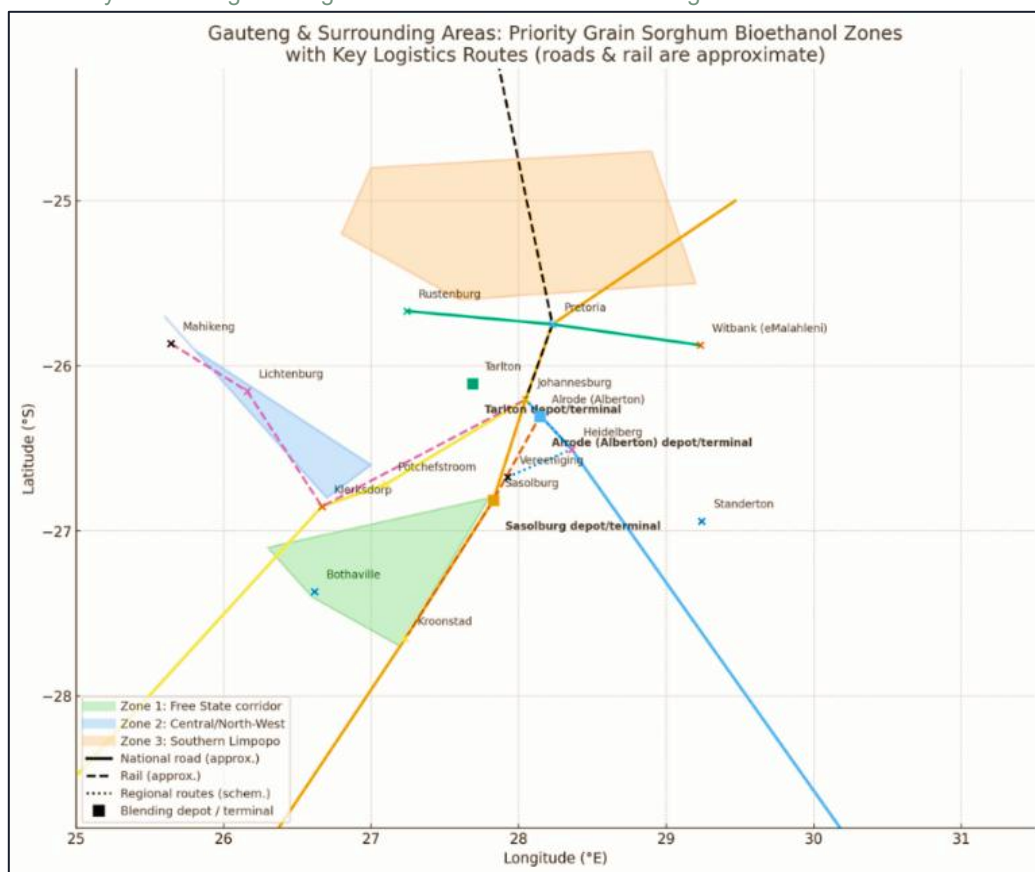 Gauteng & Surrounding Areas: Priority Grain Sorghum Bioethanol Zones
with Key Logistics Routes (roads & rail are approximate)
Latitude (°S)
−25
−26
−27
−28
Rustenburg
Pretoria
Witbank (eMalahleni)
Mahikeng
Lichtenburg
Tarlton
Johannesburg
Alrode (Alberton)
Tarlton depot/terminal
Heidelberg
Alrode (Alberton) depot/terminal
Vereeniging
Potchefstroom
Klerksdorp
Sasolburg
Standerton
Sasolburg depot/terminal
Bothaville
Kroonstad
Zone 1: Free State corridor
Zone 2: Central/North-West
Zone 3: Southern Limpopo
National road (approx.)
Rail (approx.)
Regional routes (schem.)
Blending depot / terminal
25
26
27
28
29
30
31
Longitude (°E)